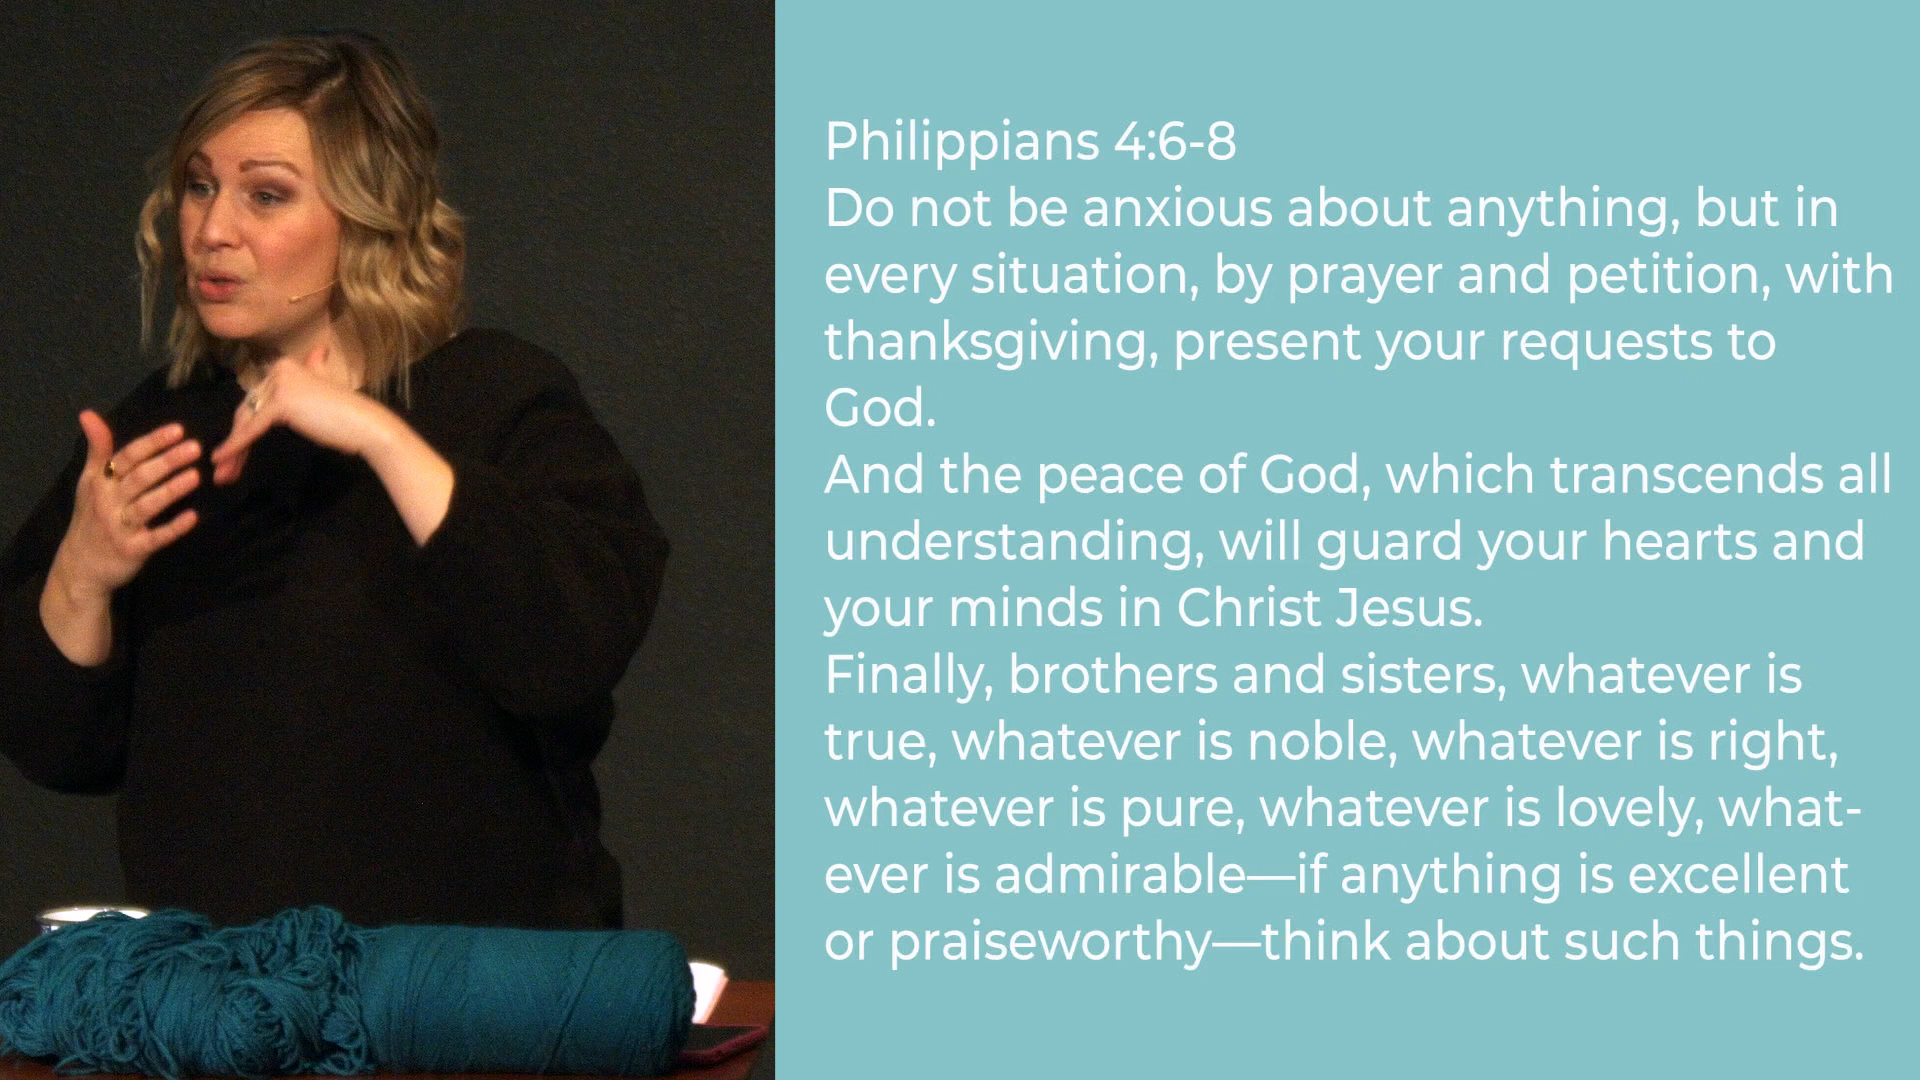 Philippians 4:6-8
Do not be anxious about anything, but in
every situation, by prayer and petition, with
thanksgiving, present your requests to
God.
And the peace of God, which transcends all
understanding, will guard your hearts and
your minds in Christ Jesus.
Finally, brothers and sisters, whatever is
true, whatever is noble, whatever is right,
whatever is pure, whatever is lovely, what-
ever is admirable—if anything is excellent
or praiseworthy—think about such things.